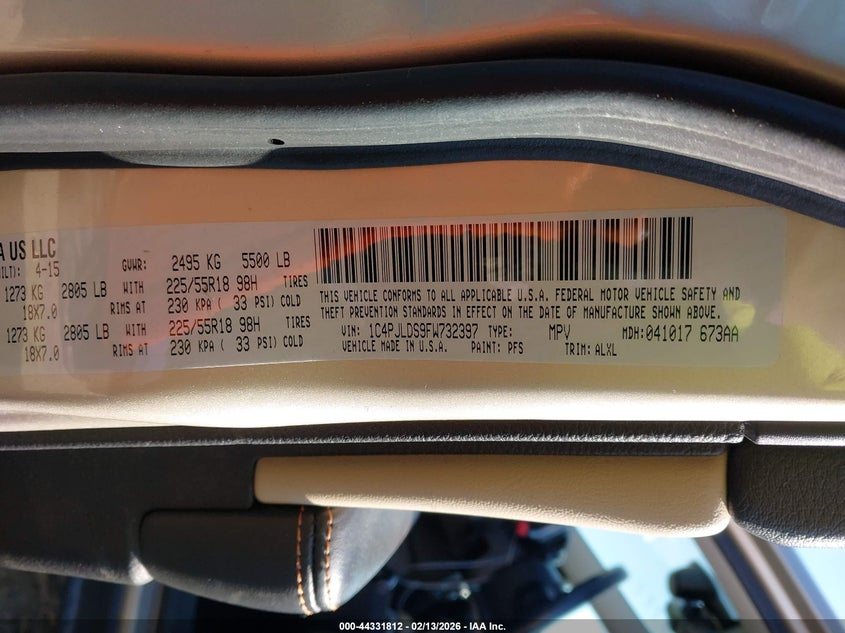 A US LLC
ILT): 4-15 GVWR: 2495 KG 5500 LB
1273 KG 2805 LB WITH 225/55R18 98H TIRES
18X7.0 RIMS AT 230 KPA ( 33 PSI) COLD
1273 KG 2805 LB WITH 225/55R18 98H TIRES
18X7.0 RIMS AT 230 KPA ( 33 PSI) COLD
THIS VEHICLE CONFORMS TO ALL APPLICABLE U.S.A. FEDERAL MOTOR VEHICLE SAFETY AND
THEFT PREVENTION STANDARDS IN EFFECT ON THE DATE OF MANUFACTURE SHOWN ABOVE.
VIN: 1C4PJLDS9FW732397 TYPE: MPV MDH: 041017 673AA
VEHICLE MADE IN U.S.A. PAINT: PFS TRIM: ALXL
000-44331812 - 02/13/2026 - IAA Inc.